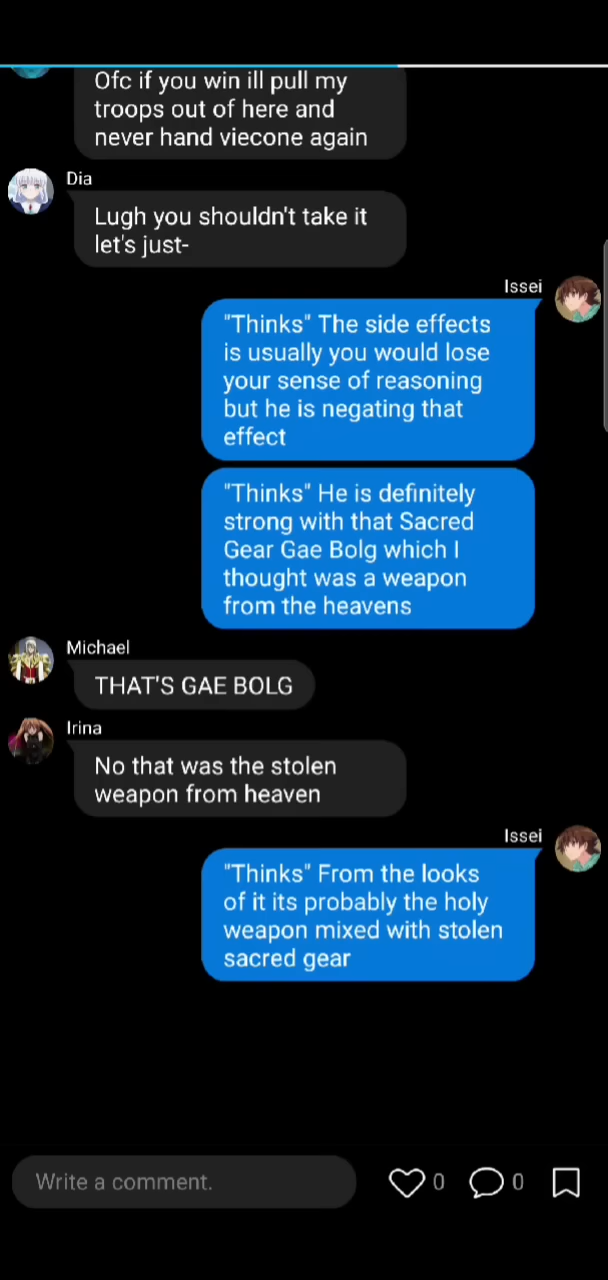 Ofc if you win ill pull my
troops out of here and
never hand viecone again
Dia
Lugh you shouldn't take it
let's just-
Issei
"Thinks" The side effects
is usually you would lose
your sense of reasoning
but he is negating that
effect
"Thinks" He is definitely
strong with that Sacred
Gear Gae Bolg which I
thought was a weapon
from the heavens
Michael
THAT'S GAE BOLG
Irina
No that was the stolen
weapon from heaven
Issei
"Thinks" From the looks
of it its probably the holy
weapon mixed with stolen
sacred gear
Write a comment.
0
0